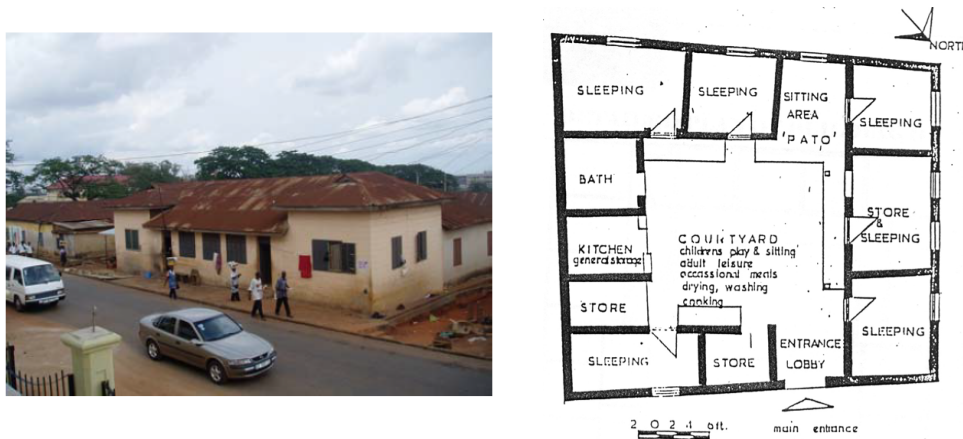 NORTH
SLEEPING
SLEEPING
SITTING
AREA
'PATO'
SLEEPING
BATH
STORE
&
SLEEPING
KITCHEN
general storage
COURTYARD
childrens play & sitting
adult leisure
occassional meals
drying, washing
cooking
STORE
SLEEPING
STORE
ENTRANCE
LOBBY
SLEEPING
2 0 2 4 6ft.
main entrance